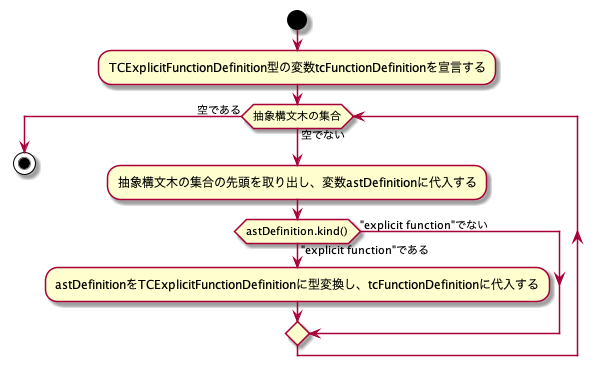 TCExplicitFunctionDefinition型の変数tcFunctionDefinitionを宣言する
空である
抽象構文木の集合
空でない
抽象構文木の集合の先頭を取り出し、変数astDefinitionに代入する
astDefinition.kind()
"explicit function"でない
"explicit function"である
astDefinitionをTCExplicitFunctionDefinitionに型変換し、tcFunctionDefinitionに代入する